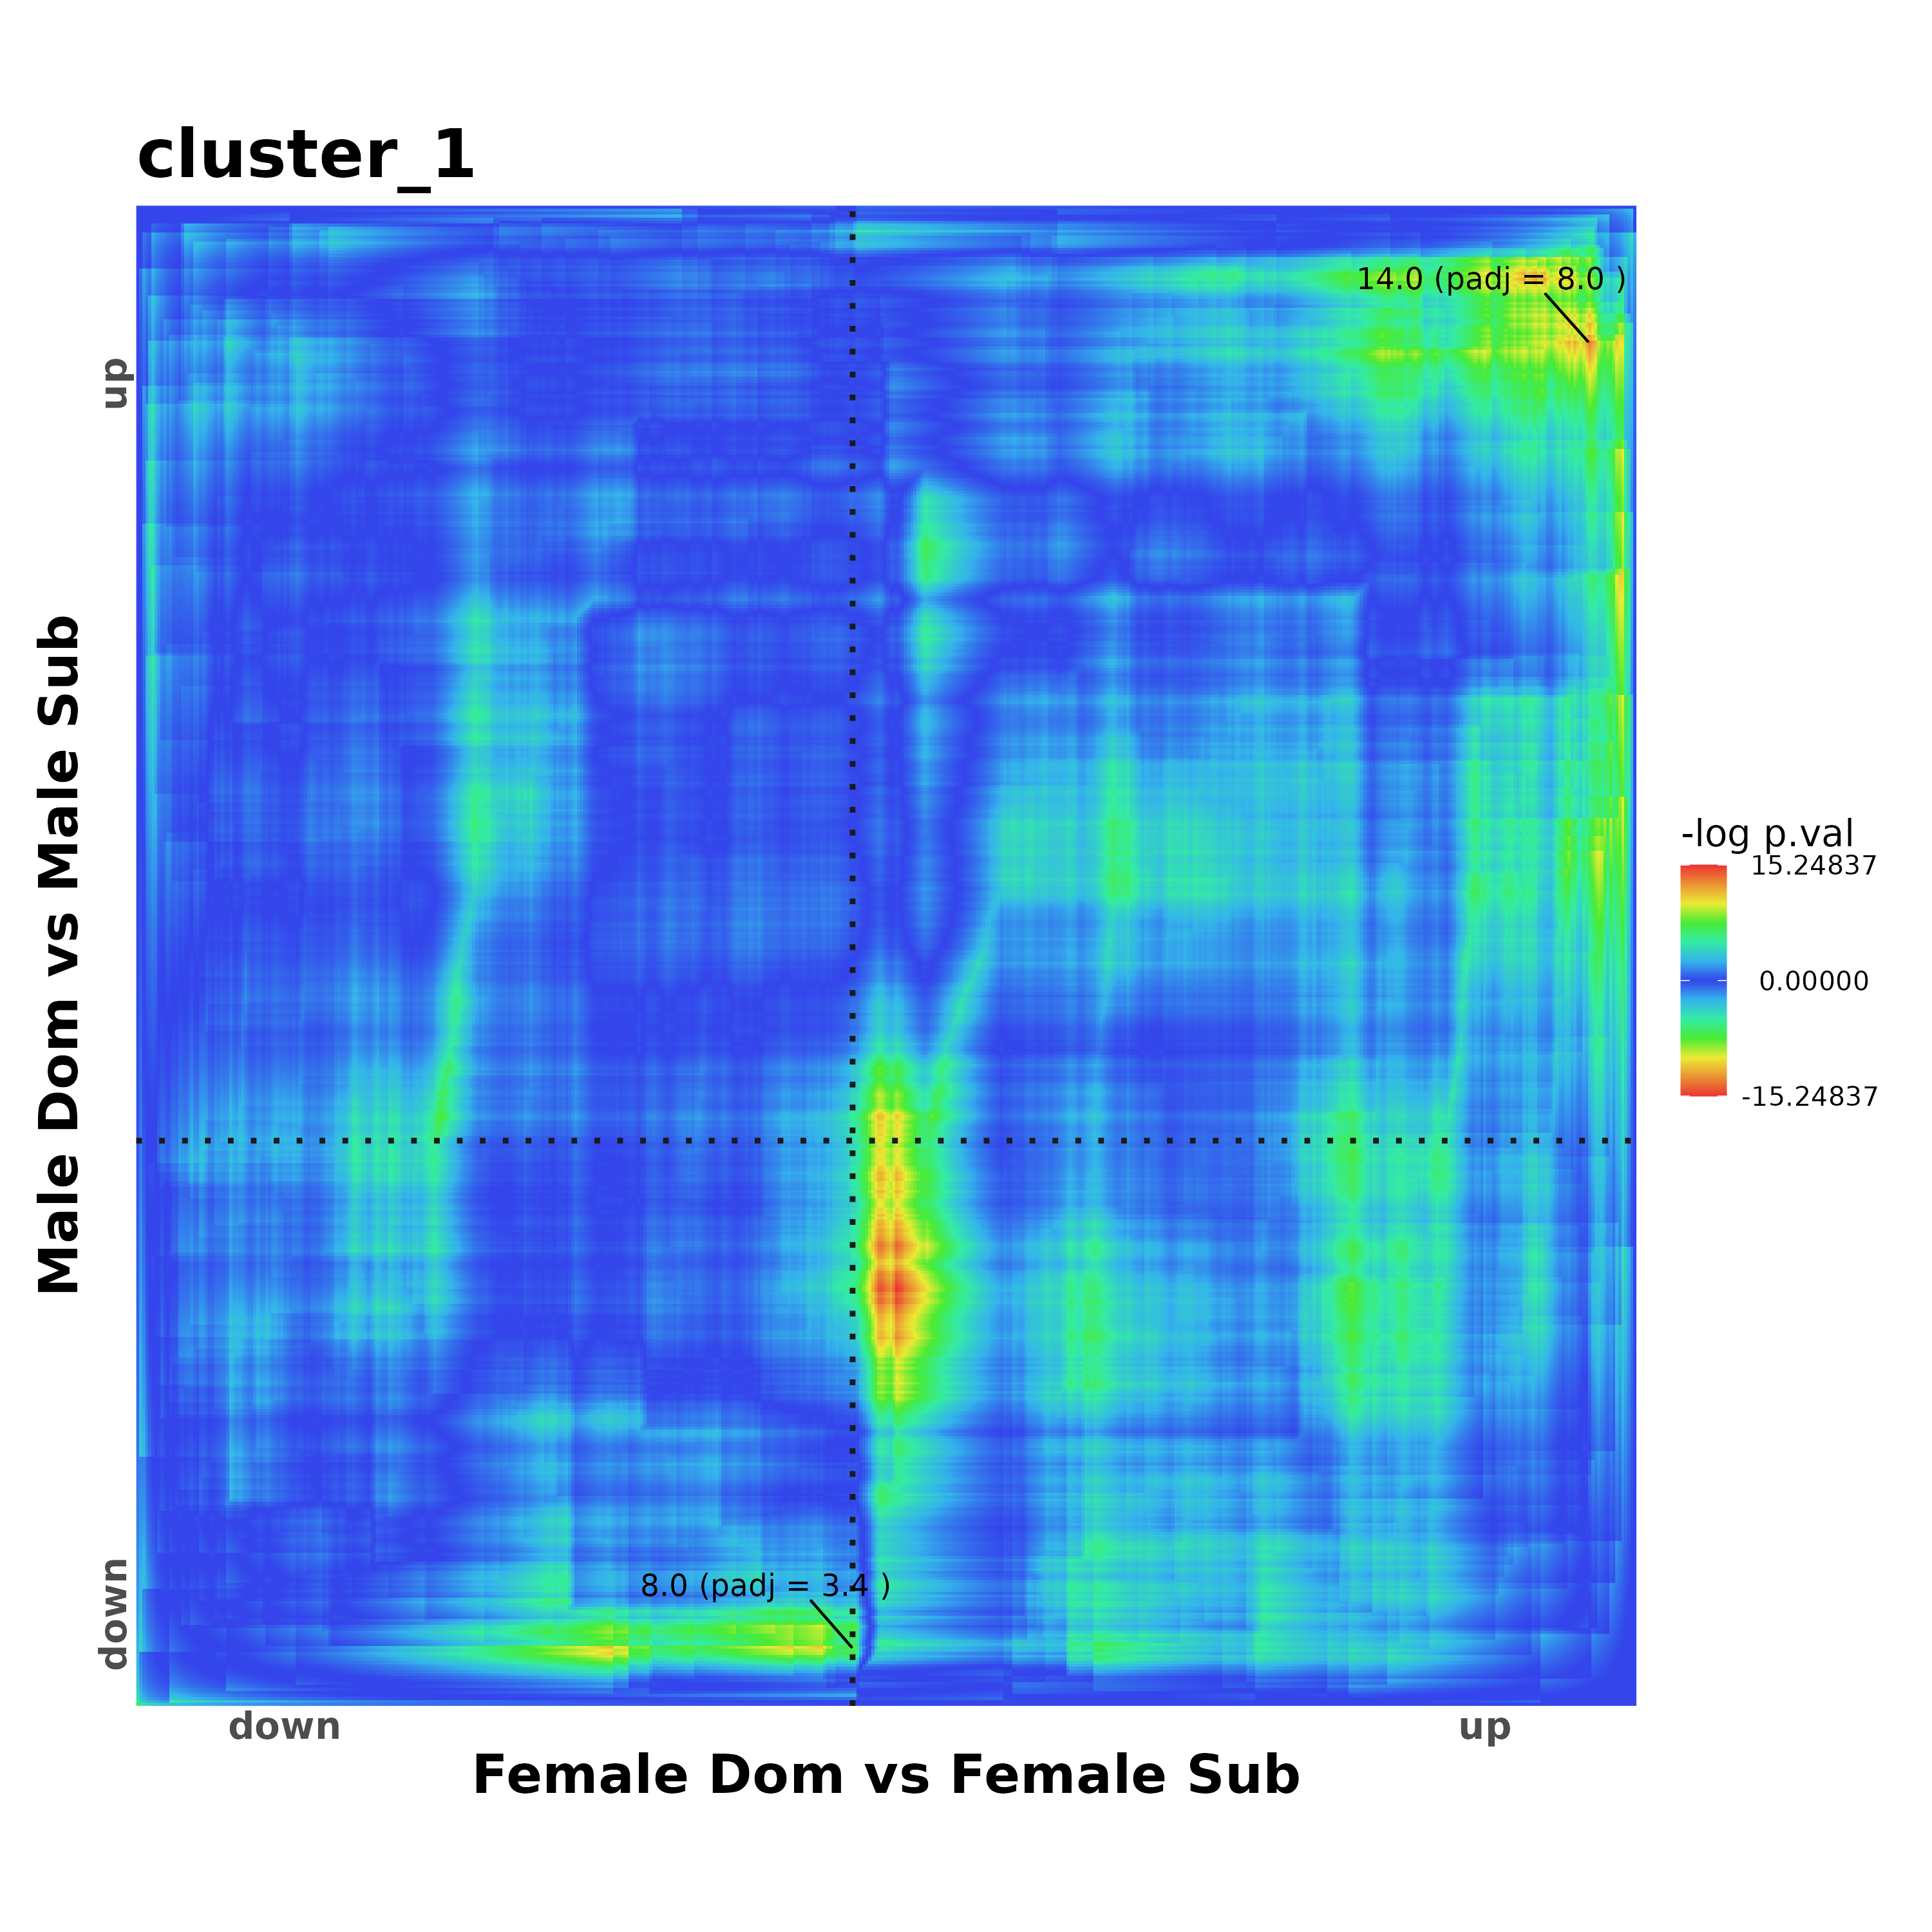 cluster_1
14.0 (padj = 8.0 )
up
Male Dom vs Male Sub
-log p.val
15.24837
0.00000
-15.24837
down
8.0 (padj = 3.4 )
down
up
Female Dom vs Female Sub